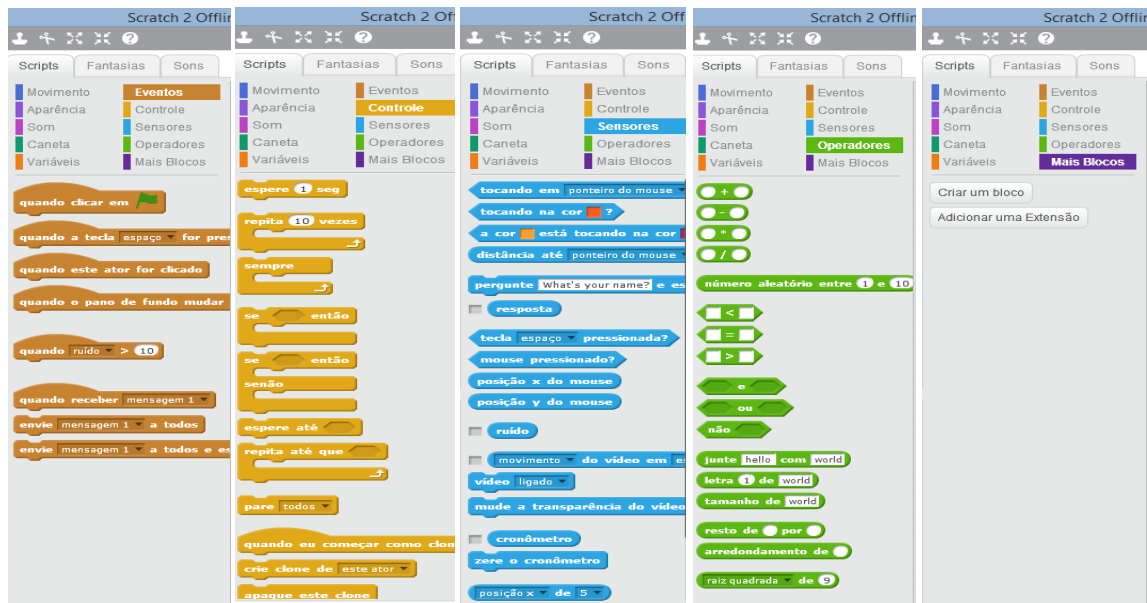 Scratch 2 Offlin
Scripts Fantasias Sons
Movimento Eventos
Aparência Controle
Som Sensores
Caneta Operadores
Variáveis Mais Blocos
quando clicar em
quando a tecla espaço for pres
quando este ator for clicado
quando o pano de fundo mudar
quando ruído > 10
quando receber mensagem 1
envie mensagem 1 a todos
envie mensagem 1 a todos e es
Scratch 2 Off
Scripts Fantasias Sons
Movimento Eventos
Aparência Controle
Som Sensores
Caneta Operadores
Variáveis Mais Blocos
espere 1 seg
repita 10 vezes
sempre
se então
se então
senão
espere até
repita até que
pare todos
quando eu começar como clon
crie clone de este ator
apaque este clone
Scratch 2 Off
Scripts Fantasias Sons
Movimento Eventos
Aparência Controle
Som Sensores
Caneta Operadores
Variáveis Mais Blocos
tocando em ponteiro do mouse
tocando na cor ?
a cor está tocando na cor
distância até ponteiro do mouse
pergunte What's your name? e es
resposta
tecla espaço pressionada?
mouse pressionado?
posição x do mouse
posição y do mouse
ruído
movimento do vídeo em es
vídeo ligado
mude a transparência do vídeo
cronômetro
zere o cronômetro
posição x de 5
Scratch 2 Offlin
Scripts Fantasias Sons
Movimento Eventos
Aparência Controle
Som Sensores
Caneta Operadores
Variáveis Mais Blocos
+
-
*
/
número aleatório entre 1 e 10
<
=
>
e
ou
não
junte hello com world
letra 1 de world
tamanho de world
resto de por
arredondamento de
raiz quadrada de 9
Scratch 2 Offlin
Scripts Fantasias Sons
Movimento Eventos
Aparência Controle
Som Sensores
Caneta Operadores
Variáveis Mais Blocos
Criar um bloco
Adicionar uma Extensão